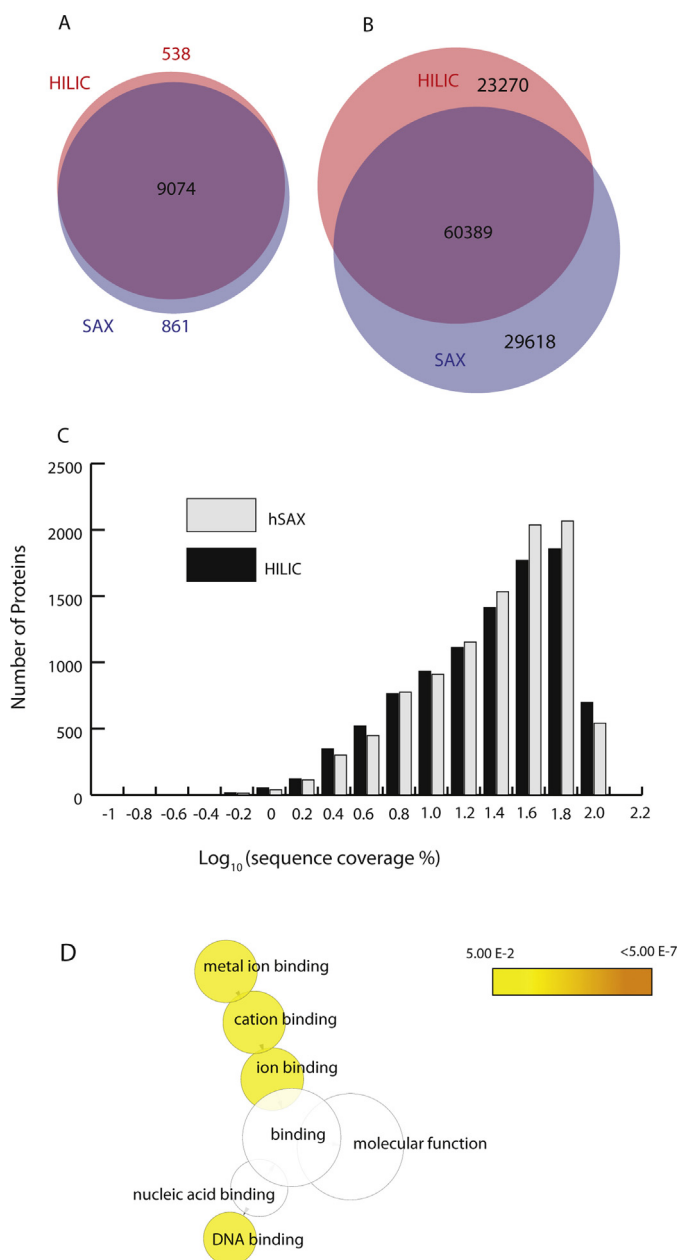 A
B
538
HILIC
HILIC 23270
9074
60389
SAX 861
SAX
29618
C
2500
2000
1500
1000
500
0
Number of Proteins
hSAX
HILIC
-1 -0.8 -0.6 -0.4 -0.2 0 0.2 0.4 0.6 0.8 1.0 1.2 1.4 1.6 1.8 2.0 2.2
Log10 (sequence coverage %)
D
5.00 E-2
<5.00 E-7
metal ion binding
cation binding
ion binding
binding
molecular function
nucleic acid binding
DNA binding